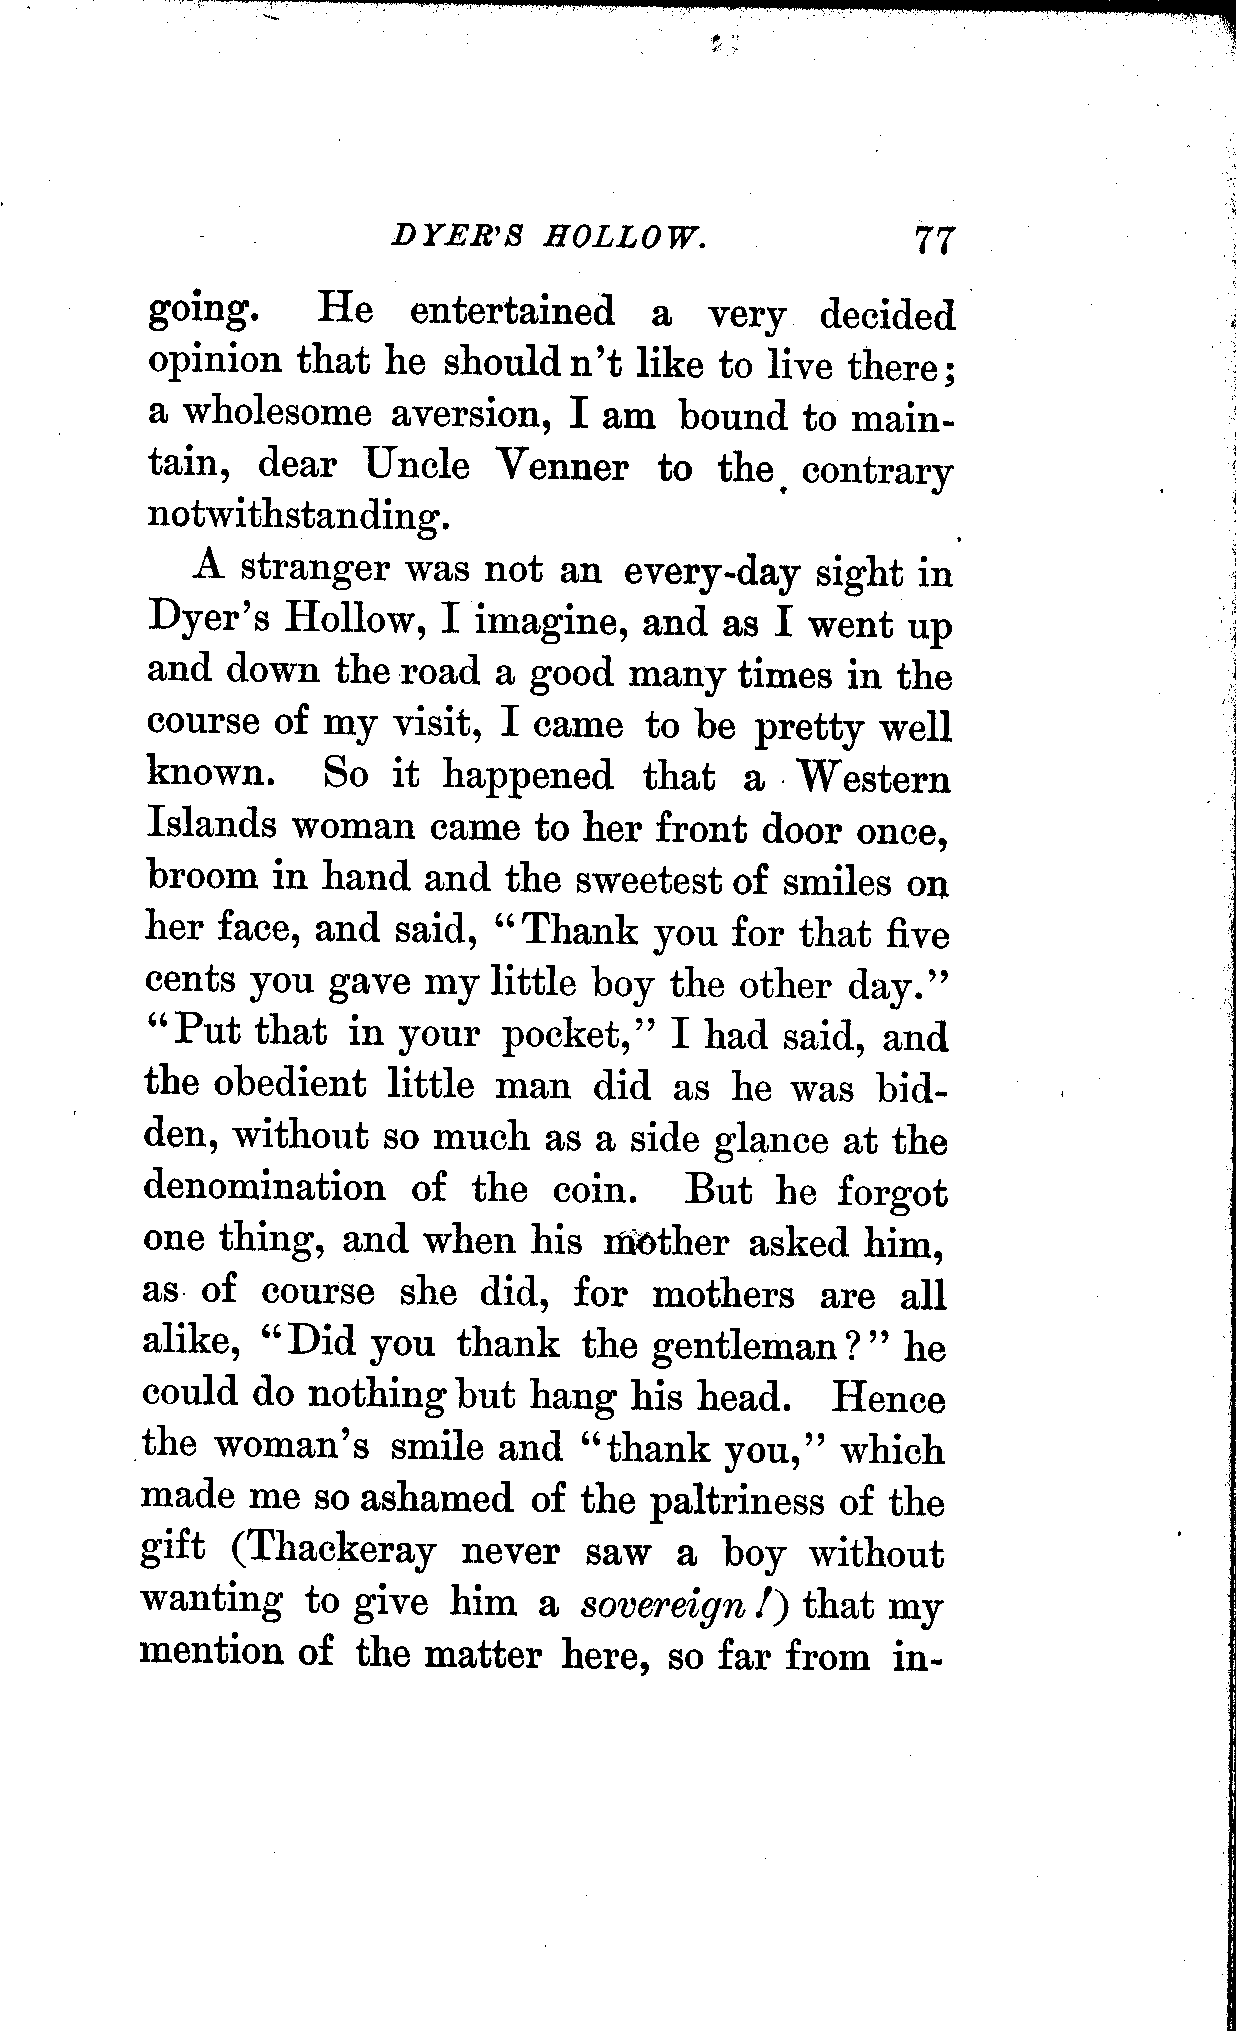 DYER'S HOLLOW. 77
going. He entertained a very decided
opinion that he should n't like to live there;
a wholesome aversion, I am bound to main-
tain, dear Uncle Venner to the contrary
notwithstanding.
A stranger was not an every-day sight in
Dyer's Hollow, I imagine, and as I went up
and down the road a good many times in the
course of my visit, I came to be pretty well
known. So it happened that a Western
Islands woman came to her front door once,
broom in hand and the sweetest of smiles on
her face, and said, “Thank you for that five
cents you gave my little boy the other day.”
“Put that in your pocket,” I had said, and
the obedient little man did as he was bid-
den, without so much as a side glance at the
denomination of the coin. But he forgot
one thing, and when his mother asked him,
as of course she did, for mothers are all
alike, “Did you thank the gentleman?” he
could do nothing but hang his head. Hence
the woman's smile and “thank you,” which
made me so ashamed of the paltriness of the
gift (Thackeray never saw a boy without
wanting to give him a sovereign!) that my
mention of the matter here, so far from in-